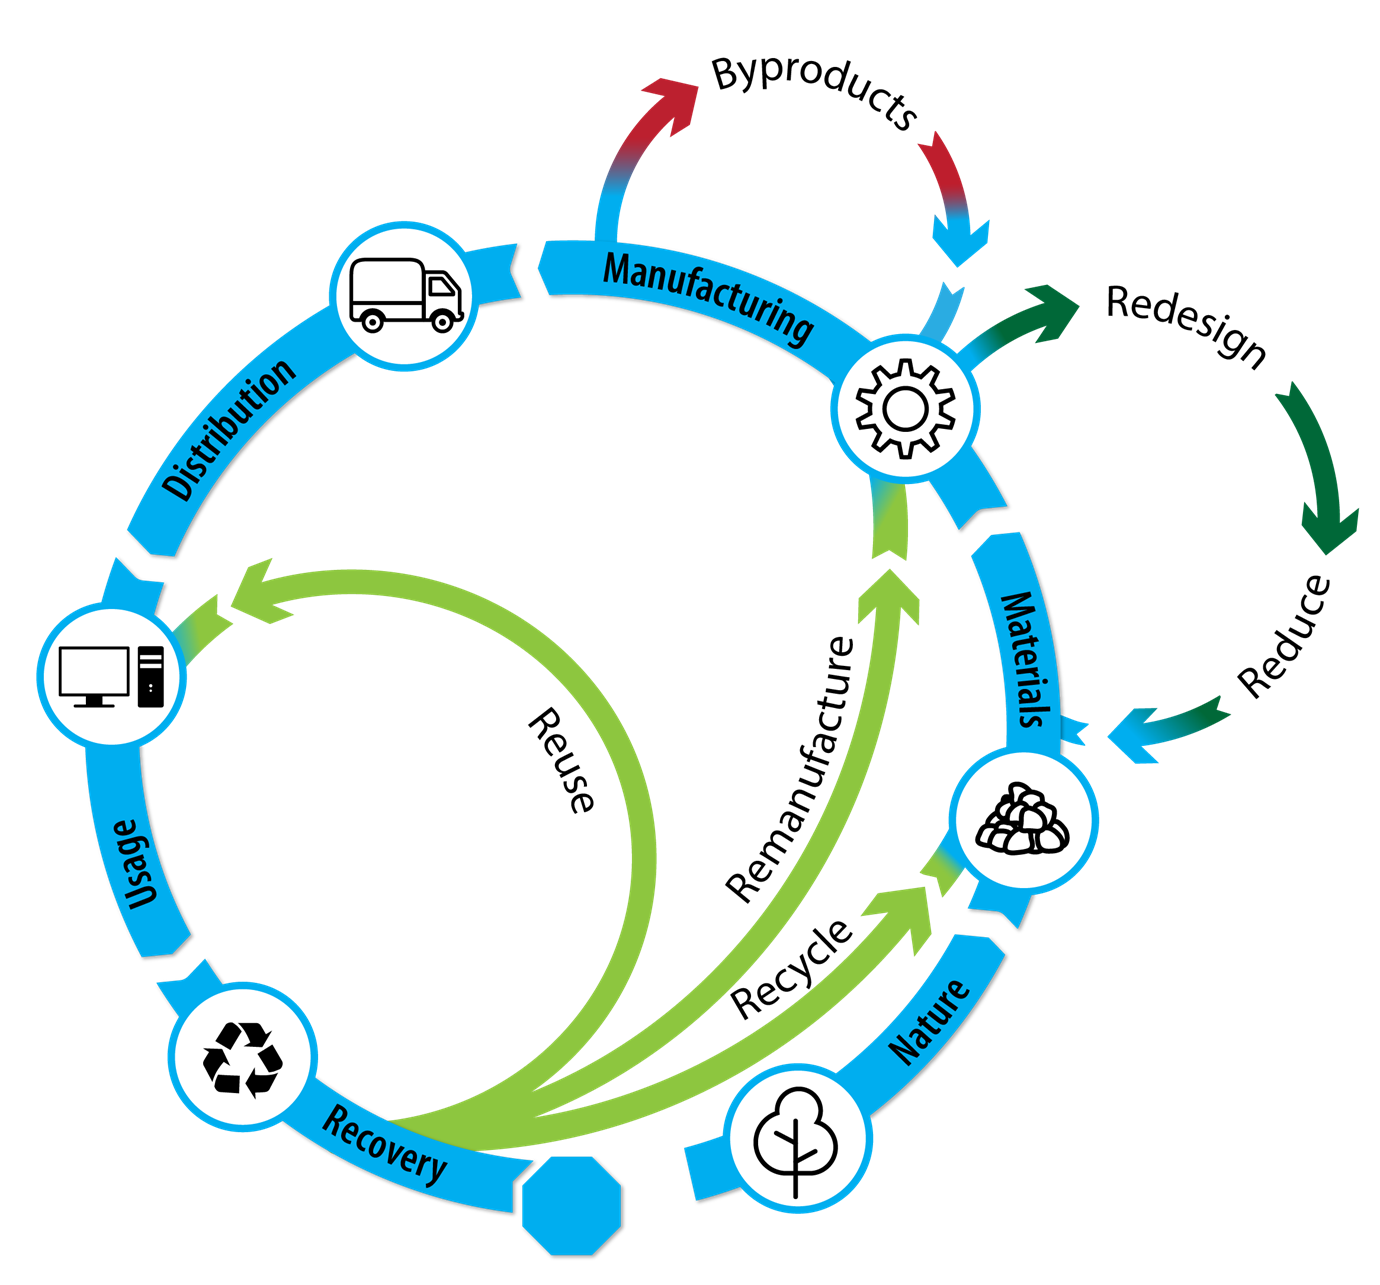 Byproducts
Manufacturing
Redesign
Distribution
Materials
Reduce
Reuse
Remanufacture
Usage
Recycle
Nature
Recovery